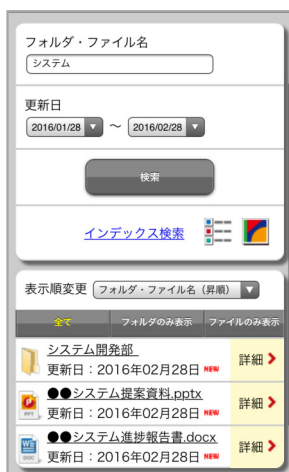 フォルダ・ファイル名
システム
更新日
2016/01/28 ～ 2016/02/28
検索
インデックス検索
表示順変更 フォルダ・ファイル名（昇順）
全て フォルダのみ表示 ファイルのみ表示
システム開発部
更新日：2016年02月28日 NEW 詳細
●●システム提案資料.pptx
更新日：2016年02月28日 NEW 詳細
●●システム進捗報告書.docx
更新日：2016年02月28日 NEW 詳細
DOC